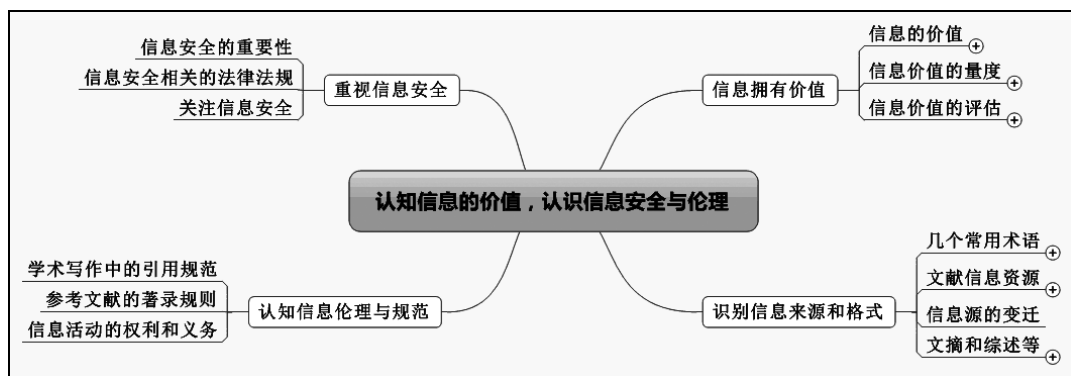 认知信息的价值，认识信息安全与伦理
信息拥有价值
信息的价值
信息价值的量度
信息价值的评估
识别信息来源和格式
几个常用术语
文献信息资源
信息源的变迁
文摘和综述等
重视信息安全
信息安全的重要性
信息安全相关的法律法规
关注信息安全
认知信息伦理与规范
学术写作中的引用规范
参考文献的著录规则
信息活动的权利和义务